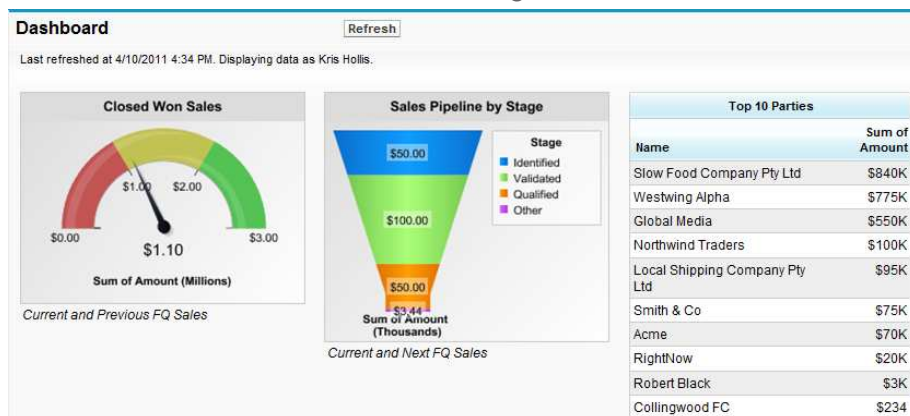 Dashboard
Refresh
Last refreshed at 4/10/2011 4:34 PM. Displaying data as Kris Hollis.
Closed Won Sales
$1.00
$2.00
$0.00
$3.00
$1.10
Sum of Amount (Millions)
Current and Previous FQ Sales
Sales Pipeline by Stage
$50.00
$100.00
$50.00
$3.44
Sum of Amount
(Thousands)
Stage
Identified
Validated
Qualified
Other
Current and Next FQ Sales
Top 10 Parties
Name Sum of
Amount
Slow Food Company Pty Ltd $840K
Westwing Alpha $775K
Global Media $550K
Northwind Traders $100K
Local Shipping Company Pty $95K
Ltd
Smith & Co $75K
Acme $70K
RightNow $20K
Robert Black $3K
Collingwood FC $234